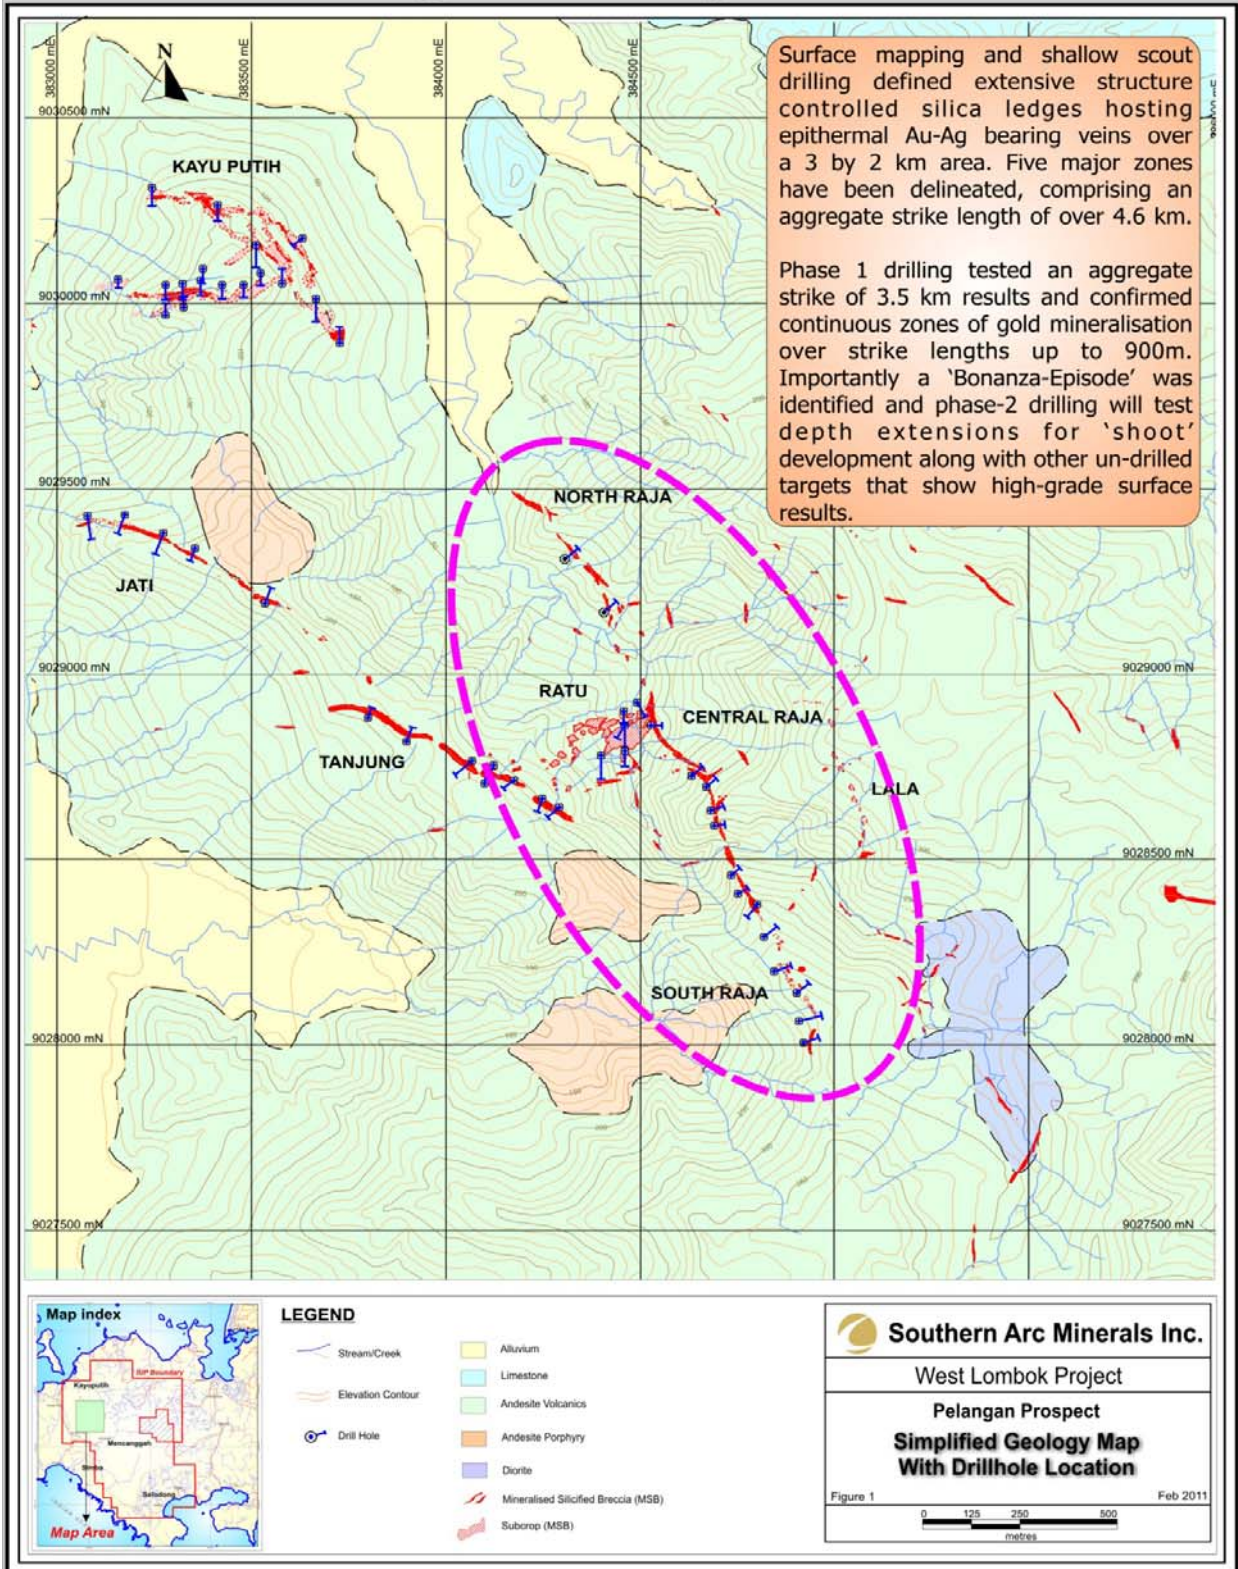 383000 mE
383500 mE
384000 mE
384500 mE
N
9030500 mN
Surface mapping and shallow scout
drilling defined extensive structure
controlled silica ledges hosting
epithermal Au-Ag bearing veins over
a 3 by 2 km area. Five major zones
have been delineated, comprising an
aggregate strike length of over 4.6 km.
Phase 1 drilling tested an aggregate
strike of 3.5 km results and confirmed
continuous zones of gold mineralisation
over strike lengths up to 900m.
Importantly a ‘Bonanza-Episode’ was
identified and phase-2 drilling will test
depth extensions for ‘shoot’
development along with other un-drilled
targets that show high-grade surface
results.
KAYU PUTIH
9030000 mN
9029500 mN
NORTH RAJA
JATI
9029000 mN
9029000 mN
RATU
CENTRAL RAJA
TANJUNG
LALA
9028500 mN
9028500 mN
SOUTH RAJA
9028000 mN
9028000 mN
9027500 mN
9027500 mN
Map index
IUP Boundary
Kayuputih
Mencanggah
Simba
Selodong
Map Area
LEGEND
Stream/Creek
Elevation Contour
Drill Hole
Alluvium
Limestone
Andesite Volcanics
Andesite Porphyry
Diorite
Mineralised Silicified Breccia (MSB)
Subcrop (MSB)
Southern Arc Minerals Inc.
West Lombok Project
Pelangan Prospect
Simplified Geology Map
With Drillhole Location
Figure 1
Feb 2011
0 125 250 500
metres